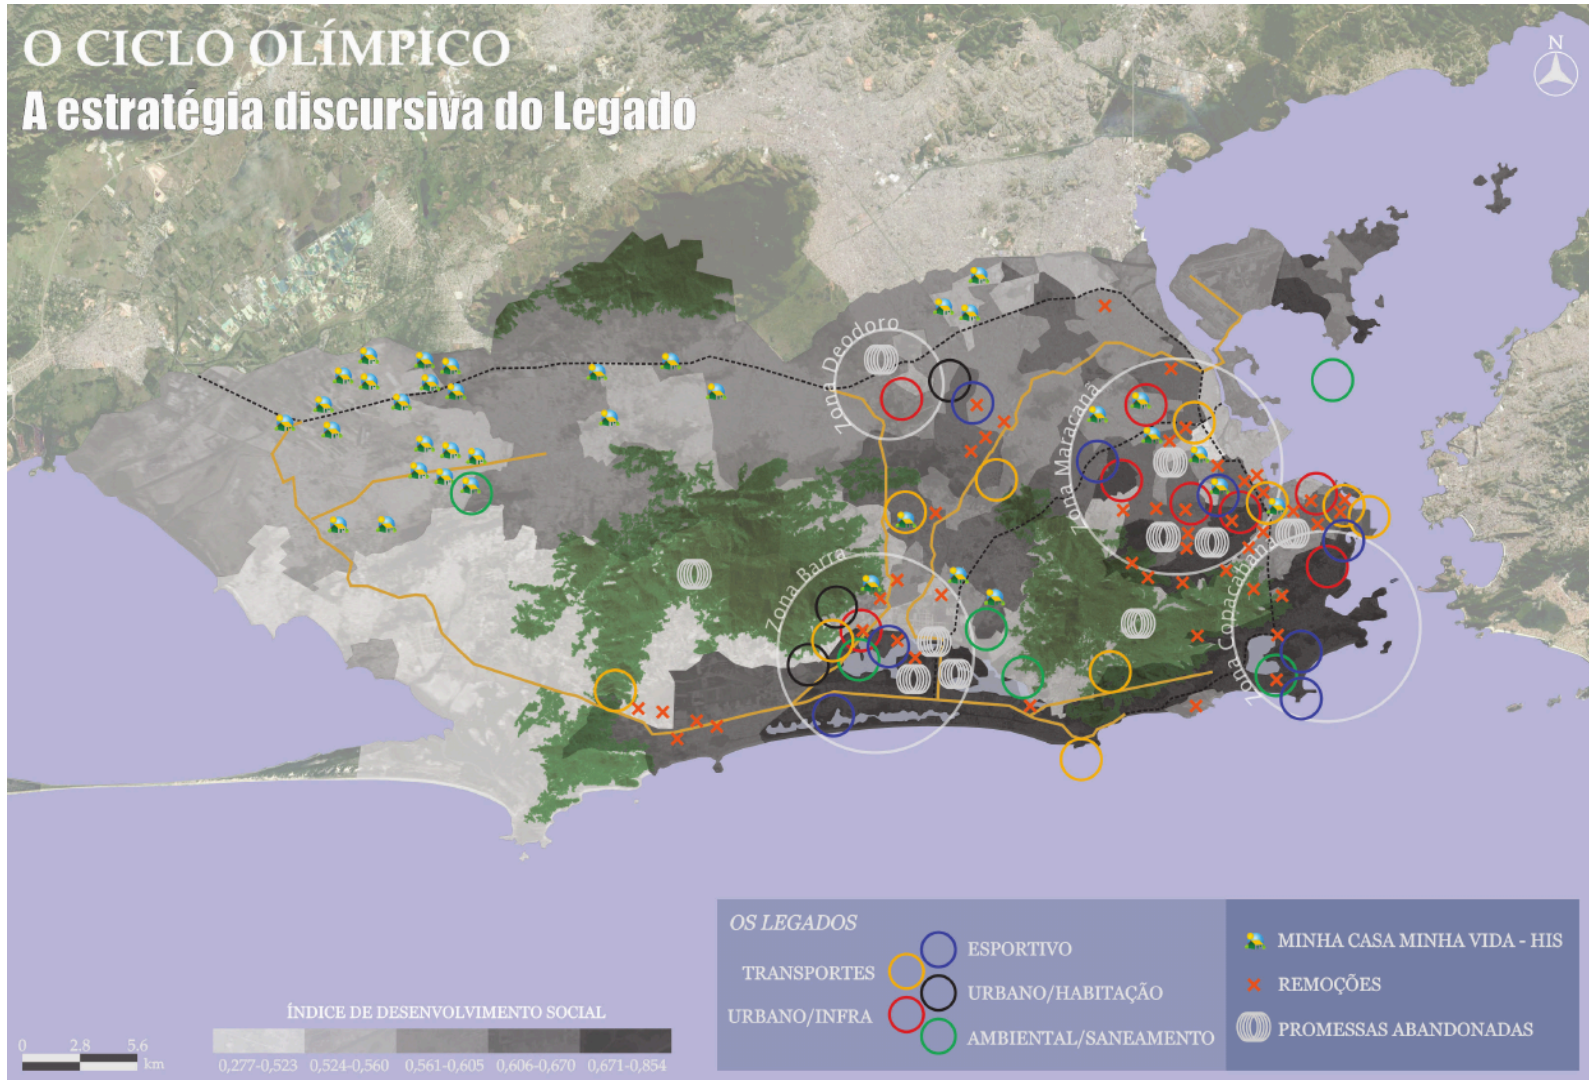 O CICLO OLÍMPICO
A estratégia discursiva do Legado
N
Zona Deodoro
Zona Maracanã
Zona Barra
Zona Copacabana
OS LEGADOS
ESPORTIVO
TRANSPORTES
URBANO/HABITAÇÃO
URBANO/INFRA
AMBIENTAL/SANEAMENTO
MINHA CASA MINHA VIDA - HIS
REMOÇÕES
PROMESSAS ABANDONADAS
ÍNDICE DE DESENVOLVIMENTO SOCIAL
0,277-0,523 0,524-0,560 0,561-0,605 0,606-0,670 0,671-0,854
0 2.8 5.6
km